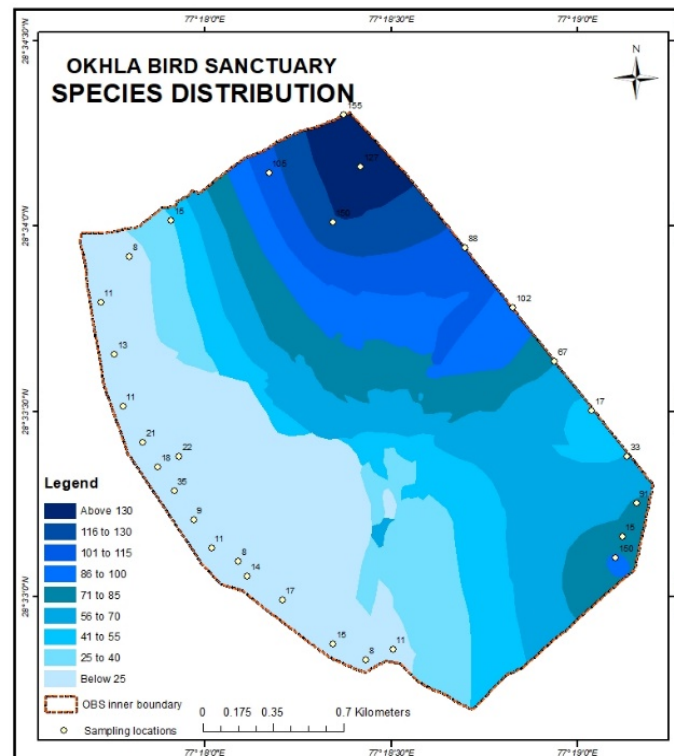 77°18'0"E 77°18'30"E 77°19'0"E
28°34'30"N
OKHLA BIRD SANCTUARY
SPECIES DISTRIBUTION
N
155
105
15
28°34'0"N
8
88
11
102
13
67
11
17
28°33'30"N
21
22
33
18
Legend
35
31
Above 130
9
116 to 130
15
101 to 115
11
150
86 to 100
8
14
71 to 85
17
28°33'0"N
56 to 70
41 to 55
25 to 40
11
8
Below 25
OBS inner boundary
0 0.175 0.35 0.7 Kilometers
Sampling locations
77°18'0"E 77°18'30"E 77°19'0"E